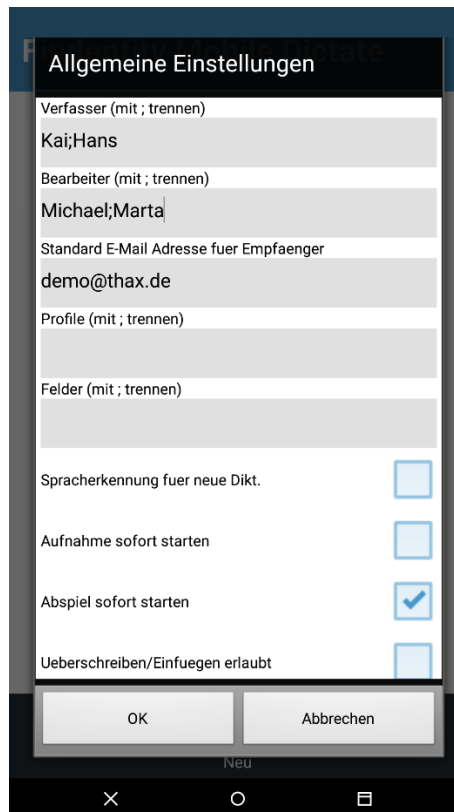 Allgemeine Einstellungen
Verfasser (mit ; trennen)
Kai;Hans
Bearbeiter (mit ; trennen)
Michael;Marta
Standard E-Mail Adresse fuer Empfaenger
demo@thax.de
Profile (mit ; trennen)
Felder (mit ; trennen)
Spracherkennung fuer neue Dikt.
Aufnahme sofort starten
Abspiel sofort starten
Ueberschreiben/Einfuegen erlaubt
OK Abbrechen
Neu